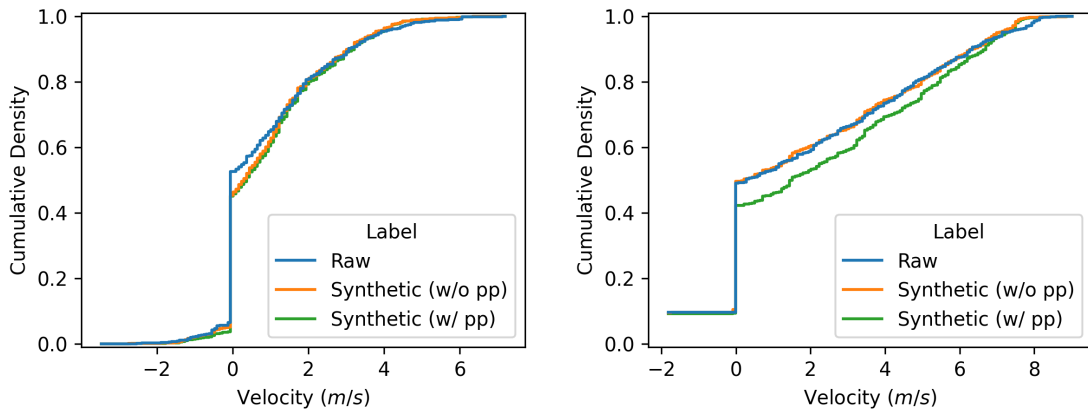 1.0
0.8
0.6
0.4
0.2
0.0
Cumulative Density
−2
0
2
4
6
Velocity (m/s)
Label
Raw
Synthetic (w/o pp)
Synthetic (w/ pp)
1.0
0.8
0.6
0.4
0.2
0.0
Cumulative Density
−2
0
2
4
6
8
Velocity (m/s)
Label
Raw
Synthetic (w/o pp)
Synthetic (w/ pp)